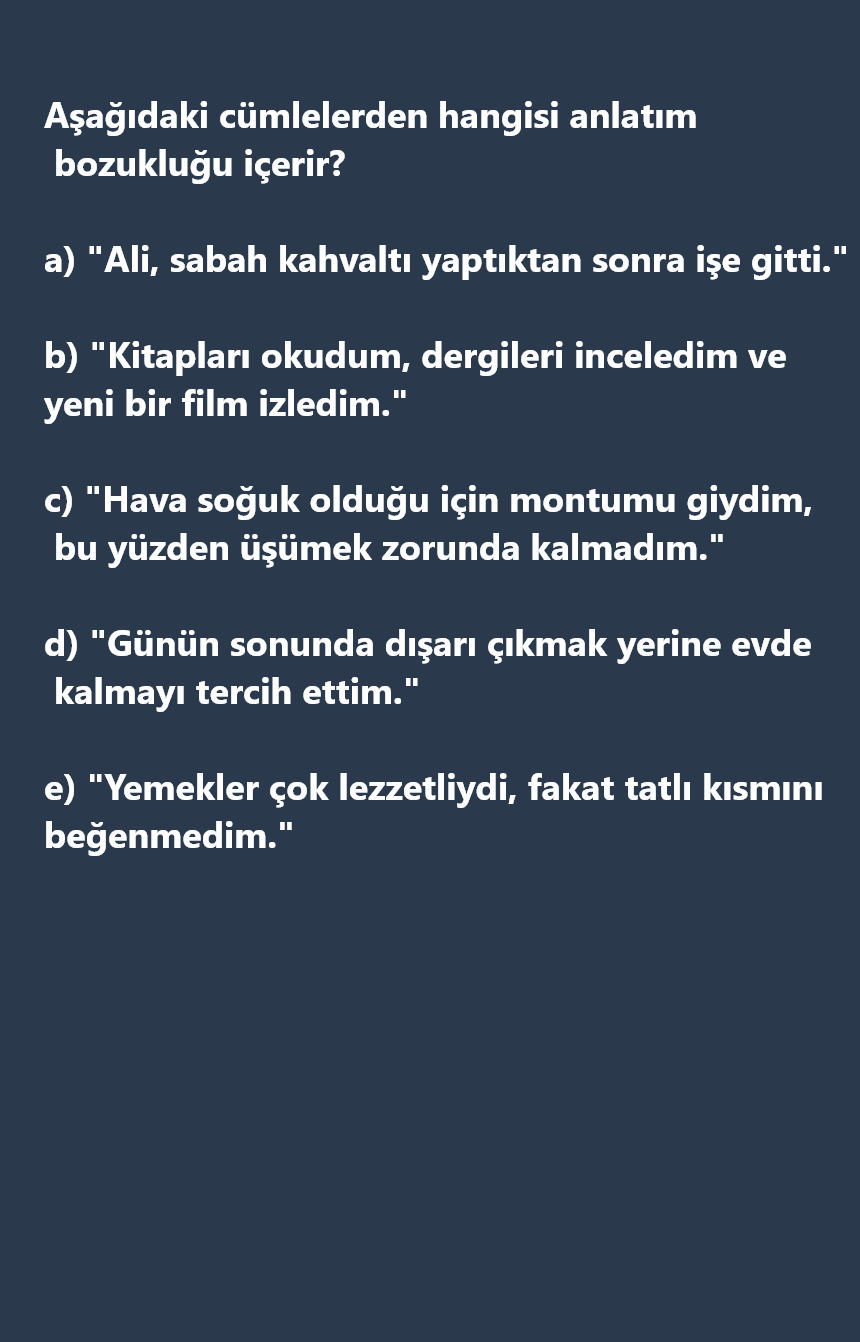 Aşağıdaki cümlelerden hangisi anlatım
bozukluğu içerir?
a) "Ali, sabah kahvaltı yaptıktan sonra işe gitti."
b) "Kitapları okudum, dergileri inceledim ve
yeni bir film izledim."
c) "Hava soğuk olduğu için montumu giydim,
bu yüzden üşümek zorunda kalmadım."
d) "Günün sonunda dışarı çıkmak yerine evde
kalmayı tercih ettim."
e) "Yemekler çok lezzetliydi, fakat tatlı kısmını
beğenmedim."